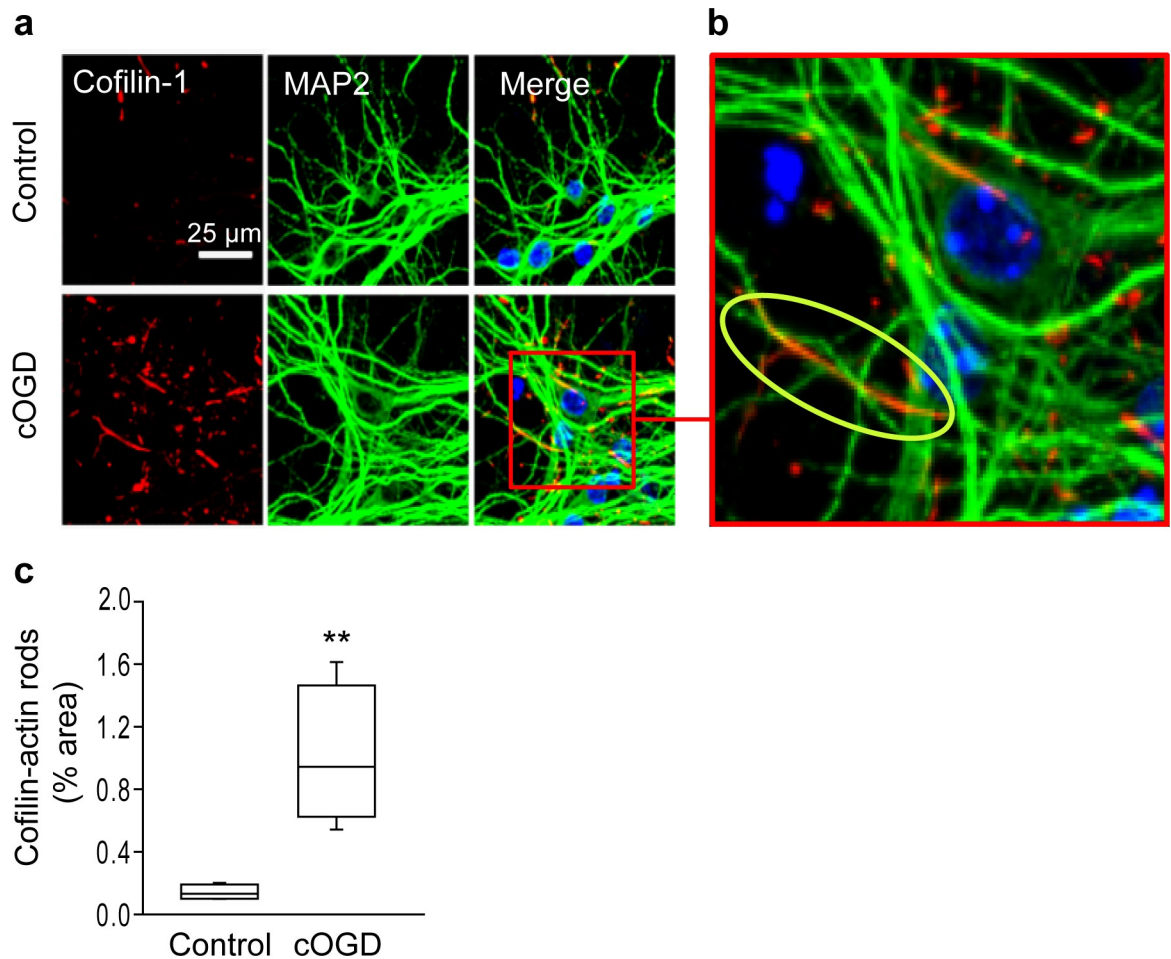 a
b
Cofilin-1
MAP2
Merge
Control
25 µm
cOGD
c
Cofilin-actin rods
(% area)
2.0
**
1.6
1.2
0.8
0.4
0.0
Control
cOGD